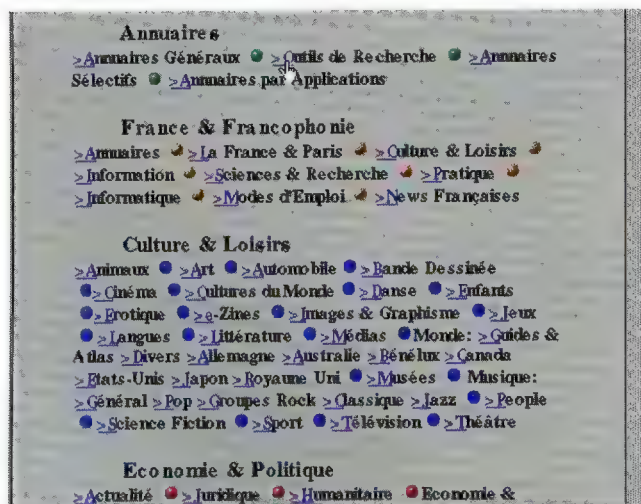 Annuaires
>Annuaires Généraux >Outils de Recherche >Annuaires
Sélectifs >Annuaires par Applications
France & Francophonie
>Annuaires >La France & Paris >Culture & Loisirs
>Information >Sciences & Recherche >Pratique
>Informatique >Modes d'Emploi >News Françaises
Culture & Loisirs
>Animaux >Art >Automobile >Bande Dessinée
>Cinéma >Cultures du Monde >Danse >Enfants
>Erotique >e-Zines >Images & Graphisme >Jeux
>Langues >Littérature >Médias Monde: >Guides &
Atlas >Divers >Allemagne >Australie >Bénélux >Canada
>Etats-Unis >Japon >Royaume Uni >Musées Musique:
>Général >Pop >Groupes Rock >Classique >Jazz >People
>Science Fiction >Sport >Télévision >Théâtre
Economie & Politique
>Actualité >Juridique >Humanitaire Economie &